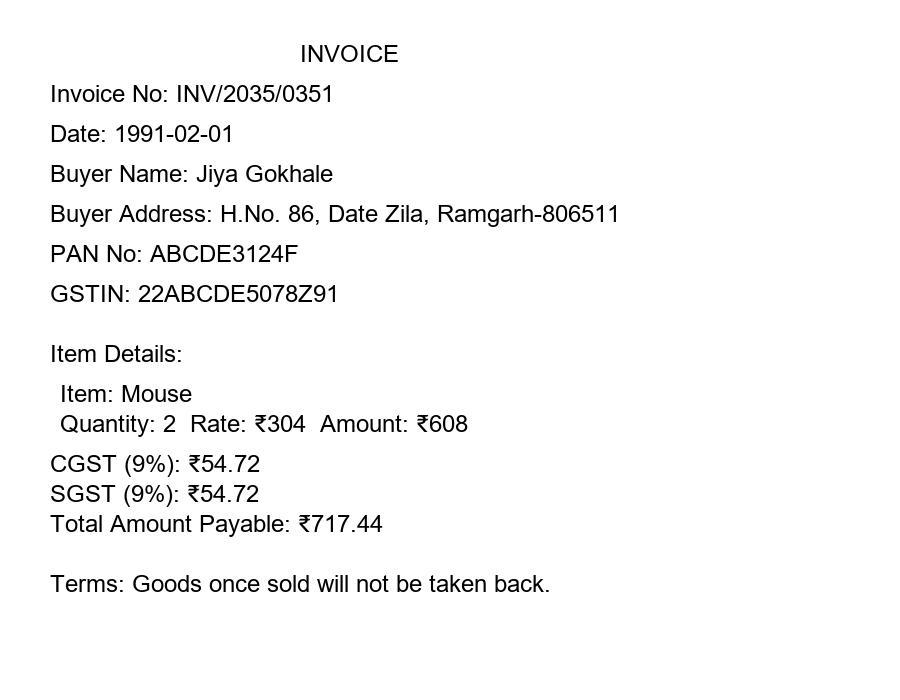 INVOICE
Invoice No: INV/2035/0351
Date: 1991-02-01
Buyer Name: Jiya Gokhale
Buyer Address: H.No. 86, Date Zila, Ramgarh-806511
PAN No: ABCDE3124F
GSTIN: 22ABCDE5078Z91
Item Details:
Item: Mouse
Quantity: 2  Rate: ₹304  Amount: ₹608
CGST (9%): ₹54.72
SGST (9%): ₹54.72
Total Amount Payable: ₹717.44
Terms: Goods once sold will not be taken back.